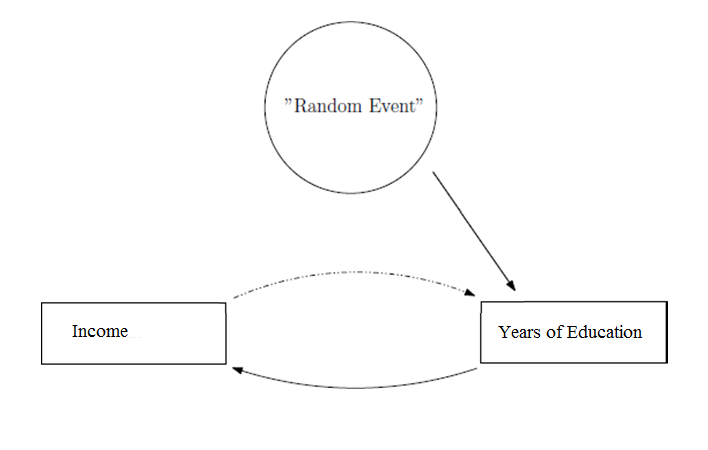 ”Random Event”
Income
Years of Education